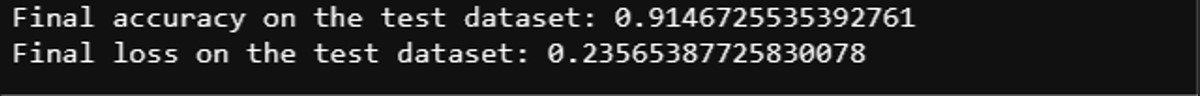 Final accuracy on the test dataset: 0.9146725535392761
Final loss on the test dataset: 0.23565387725830078